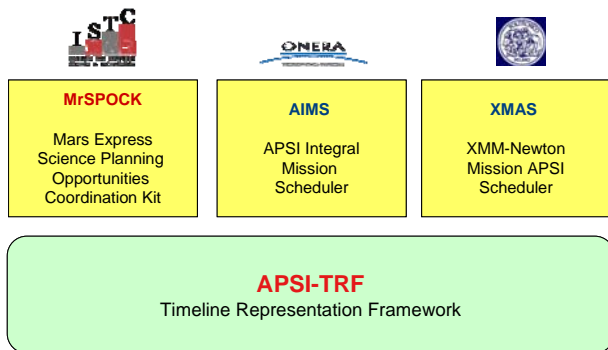 ISTC
ONERA
MrSPOCK
Mars Express
Science Planning
Opportunities
Coordination Kit
AIMS
APSI Integral
Mission
Scheduler
XMAS
XMM-Newton
Mission APSI
Scheduler
APSI-TRF
Timeline Representation Framework